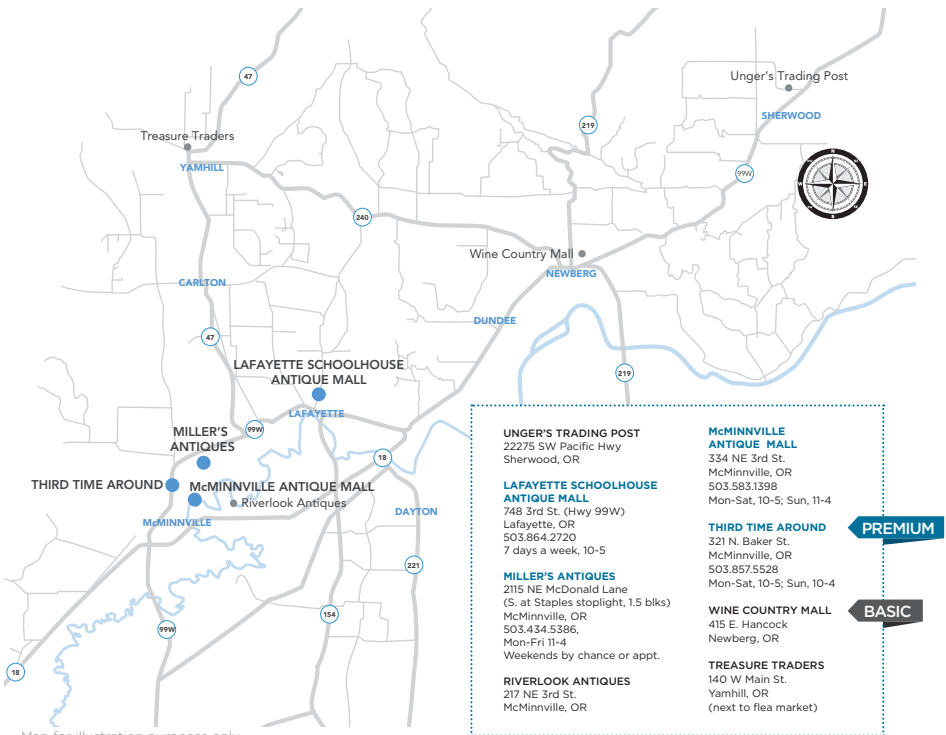 47
Unger's Trading Post
SHERWOOD
219
Treasure Traders
YAMHILL
99W
N
E
S
W
240
Wine Country Mall
NEWBERG
CARLTON
DUNDEE
47
LAFAYETTE SCHOOLHOUSE
ANTIQUE MALL
219
LAFAYETTE
99W
MILLER'S
ANTIQUES
18
THIRD TIME AROUND
McMINNVILLE ANTIQUE MALL
Riverlook Antiques
McMINNVILLE
DAYTON
221
154
99W
18
UNGER'S TRADING POST
22275 SW Pacific Hwy
Sherwood, OR
LAFAYETTE SCHOOLHOUSE
ANTIQUE MALL
748 3rd St. (Hwy 99W)
Lafayette, OR
503.864.2720
7 days a week, 10-5
MILLER'S ANTIQUES
2115 NE McDonald Lane
(S. at Staples stoplight, 1.5 blks)
McMinnville, OR
503.434.5386,
Mon-Fri 11-4
Weekends by chance or appt.
RIVERLOOK ANTIQUES
217 NE 3rd St.
McMinnville, OR
McMINNVILLE
ANTIQUE MALL
334 NE 3rd St.
McMinnville, OR
503.583.1398
Mon-Sat, 10-5; Sun, 11-4
THIRD TIME AROUND
321 N. Baker St.
McMinnville, OR
503.857.5528
Mon-Sat, 10-5; Sun, 10-4
PREMIUM
WINE COUNTRY MALL
415 E. Hancock
Newberg, OR
BASIC
TREASURE TRADERS
140 W Main St.
Yamhill, OR
(next to flea market)
Map for illustration purposes only